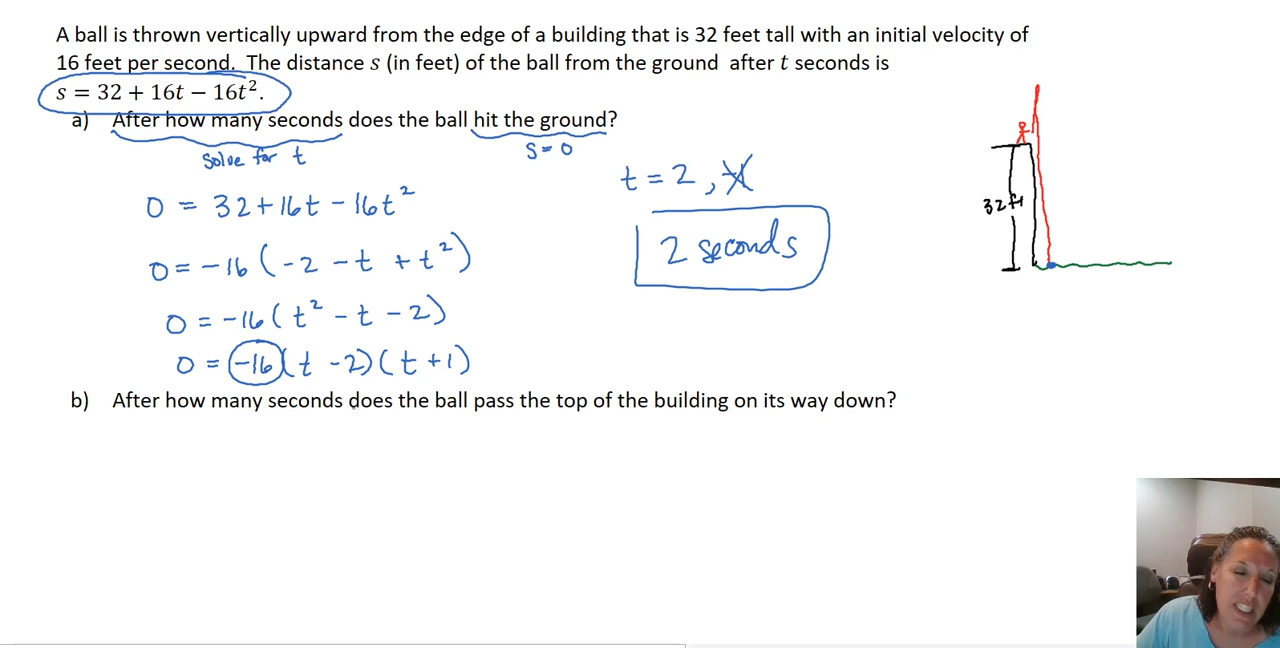 A ball is thrown vertically upward from the edge of a building that is 32 feet tall with an initial velocity of
16 feet per second. The distance s (in feet) of the ball from the ground after t seconds is
s = 32 + 16t − 16t².
a) After how many seconds does the ball hit the ground?
Solve for t
S = 0
0 = 32 + 16t − 16t²
0 = −16 (−2 − t + t²)
0 = −16 (t² − t − 2)
0 = −16 (t − 2)(t + 1)
t = 2,
2 seconds
32 ft
b) After how many seconds does the ball pass the top of the building on its way down?